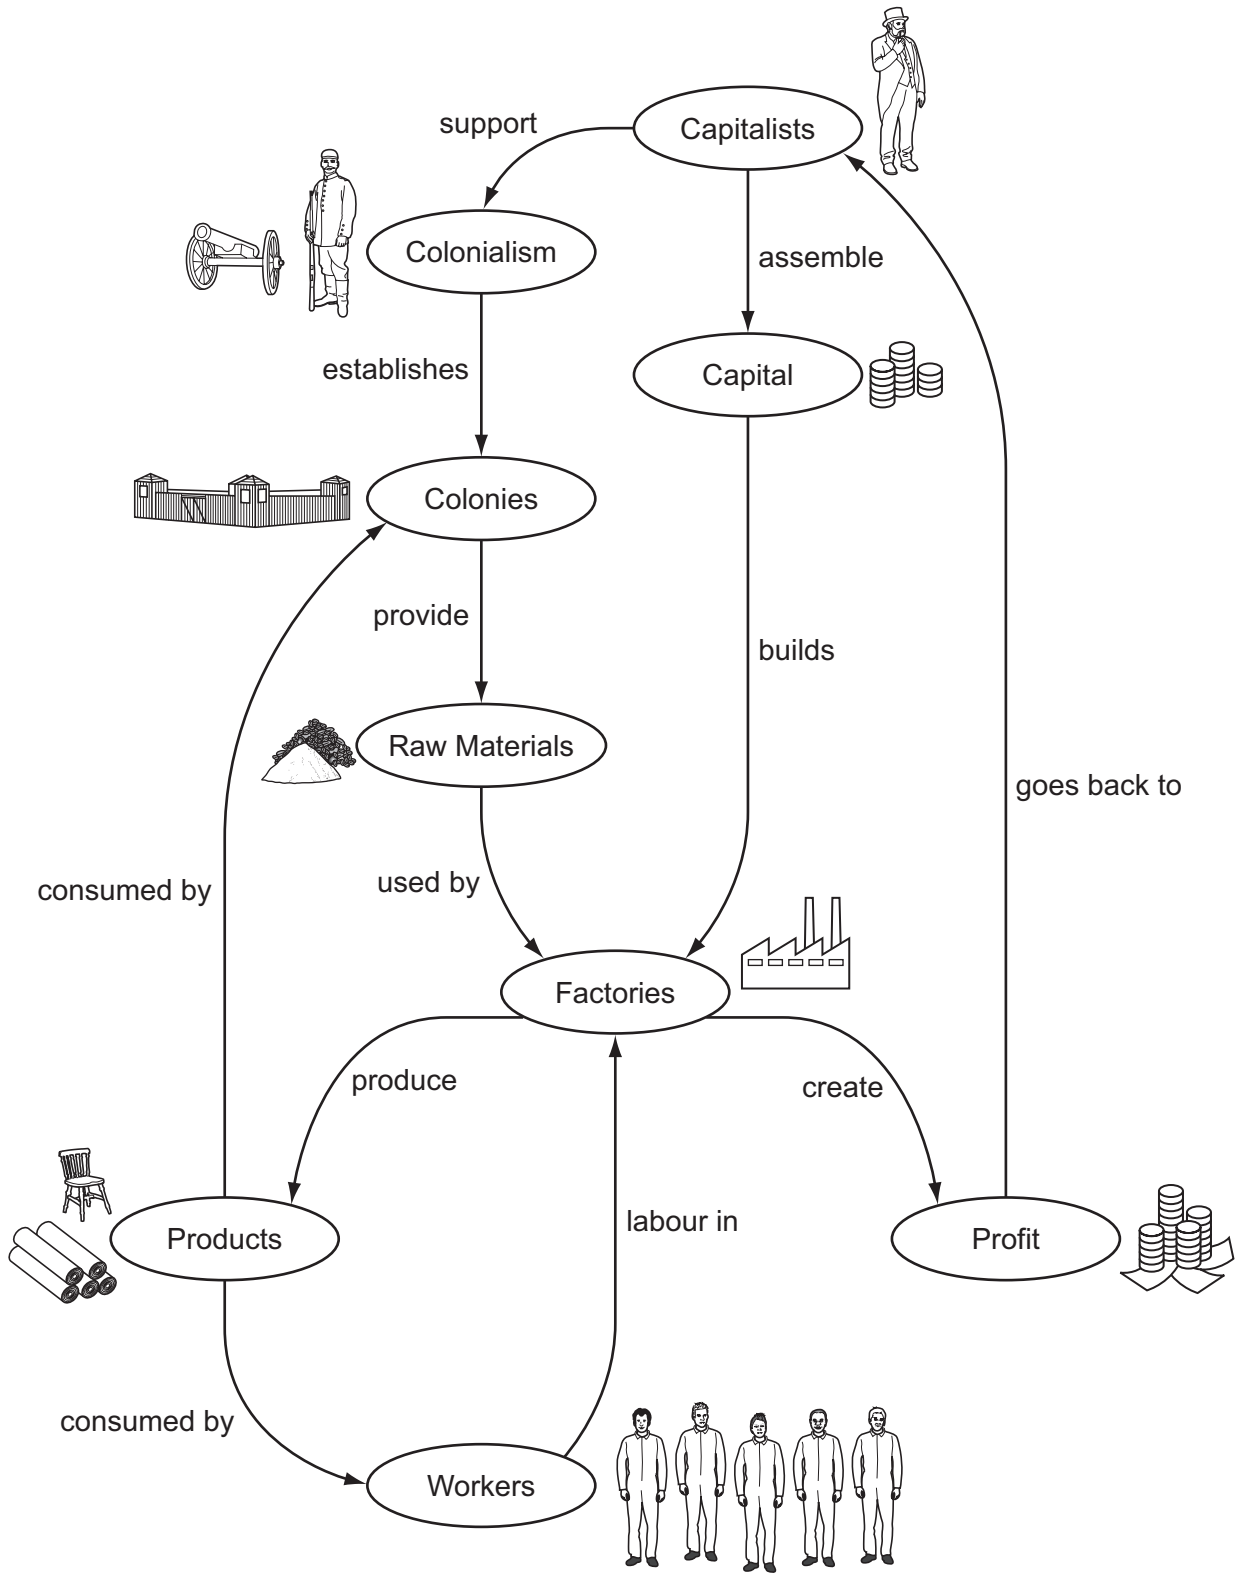 Capitalists
support
Colonialism
assemble
establishes
Capital
Colonies
provide
builds
Raw Materials
goes back to
used by
consumed by
Factories
produce
create
labour in
Products
Profit
consumed by
Workers